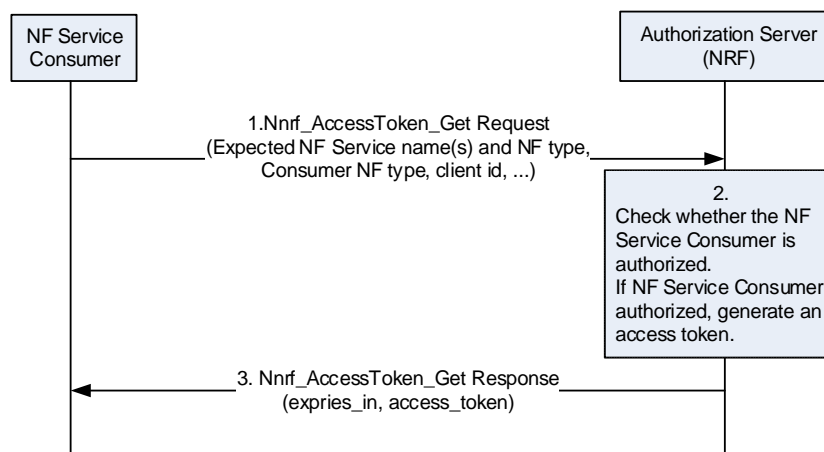 NF Service
Consumer
Authorization Server
(NRF)
1.Nnrf_AccessToken_Get Request
(Expected NF Service name(s) and NF type,
Consumer NF type, client id, ...)
2.
Check whether the NF
Service Consumer is
authorized.
If NF Service Consumer
authorized, generate an
access token.
3. Nnrf_AccessToken_Get Response
(expries_in, access_token)